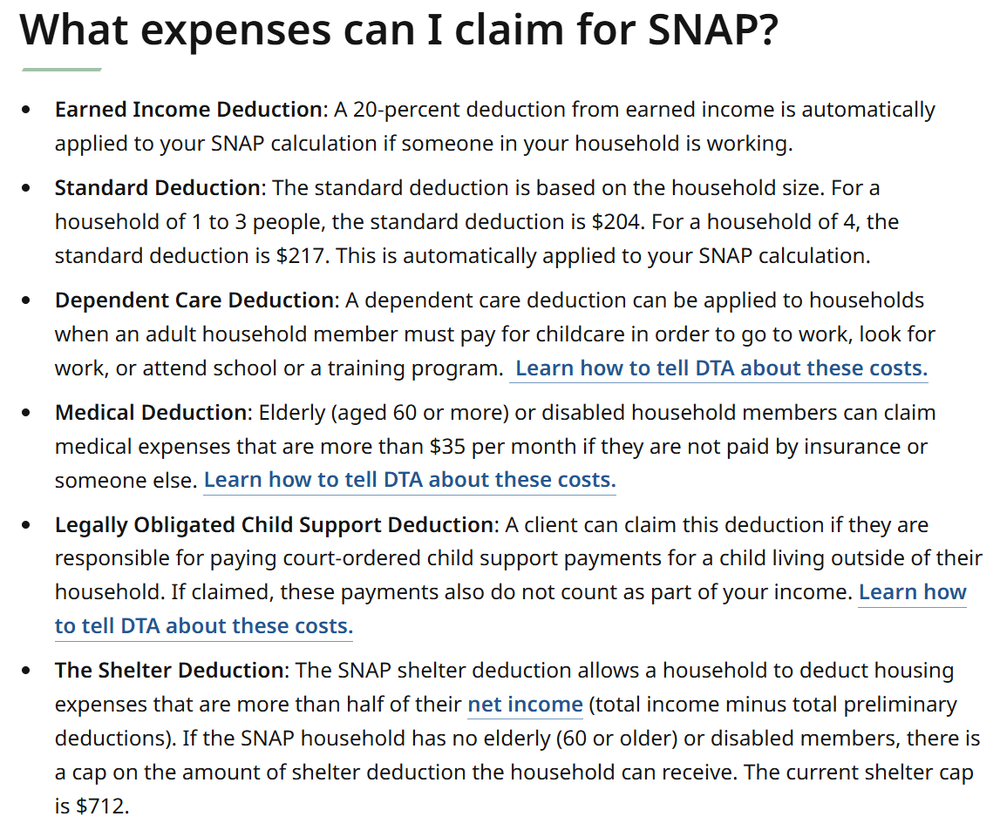 What expenses can I claim for SNAP?
• Earned Income Deduction: A 20-percent deduction from earned income is automatically
applied to your SNAP calculation if someone in your household is working.
• Standard Deduction: The standard deduction is based on the household size. For a
household of 1 to 3 people, the standard deduction is $204. For a household of 4, the
standard deduction is $217. This is automatically applied to your SNAP calculation.
• Dependent Care Deduction: A dependent care deduction can be applied to households
when an adult household member must pay for childcare in order to go to work, look for
work, or attend school or a training program. Learn how to tell DTA about these costs.
• Medical Deduction: Elderly (aged 60 or more) or disabled household members can claim
medical expenses that are more than $35 per month if they are not paid by insurance or
someone else. Learn how to tell DTA about these costs.
• Legally Obligated Child Support Deduction: A client can claim this deduction if they are
responsible for paying court-ordered child support payments for a child living outside of their
household. If claimed, these payments also do not count as part of your income. Learn how
to tell DTA about these costs.
• The Shelter Deduction: The SNAP shelter deduction allows a household to deduct housing
expenses that are more than half of their net income (total income minus total preliminary
deductions). If the SNAP household has no elderly (60 or older) or disabled members, there is
a cap on the amount of shelter deduction the household can receive. The current shelter cap
is $712.